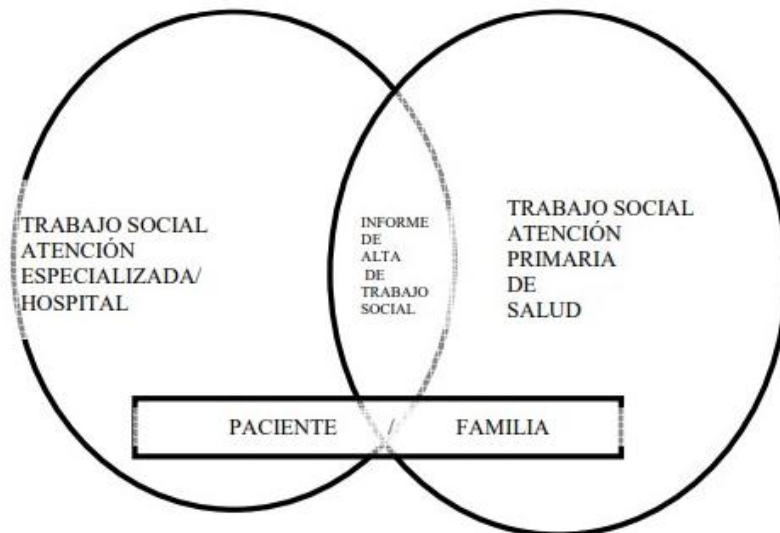 TRABAJO SOCIAL
ATENCIÓN
ESPECIALIZADA/
HOSPITAL
INFORME
DE
ALTA
DE
TRABAJO
SOCIAL
TRABAJO SOCIAL
ATENCIÓN
PRIMARIA
DE
SALUD
PACIENTE / FAMILIA